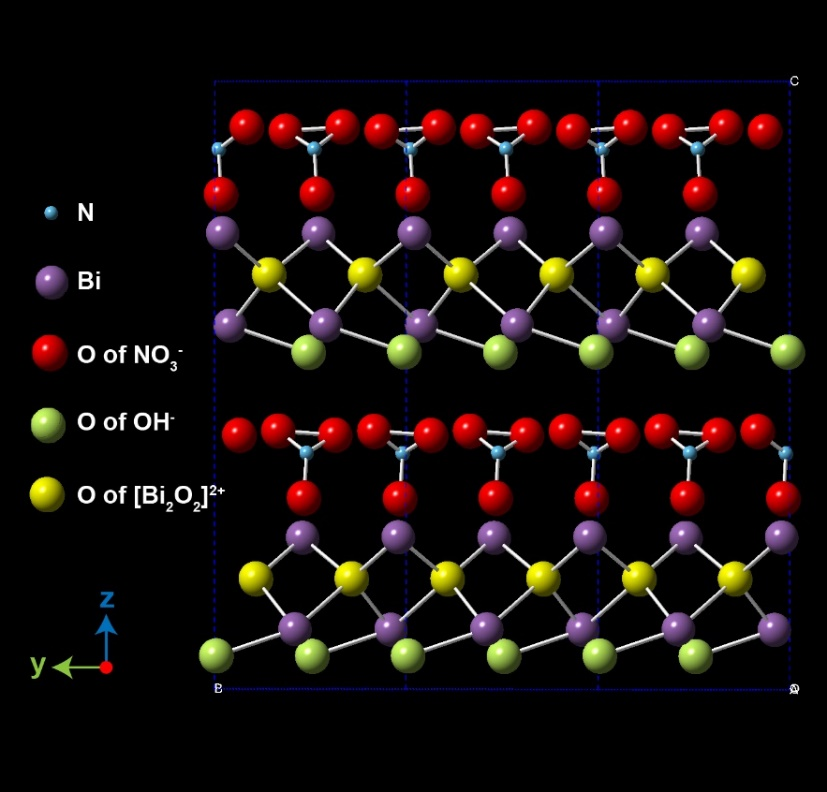 C
N
Bi
O of NO₃⁻
O of OH⁻
O of [Bi₂O₂]²⁺
z
y
B